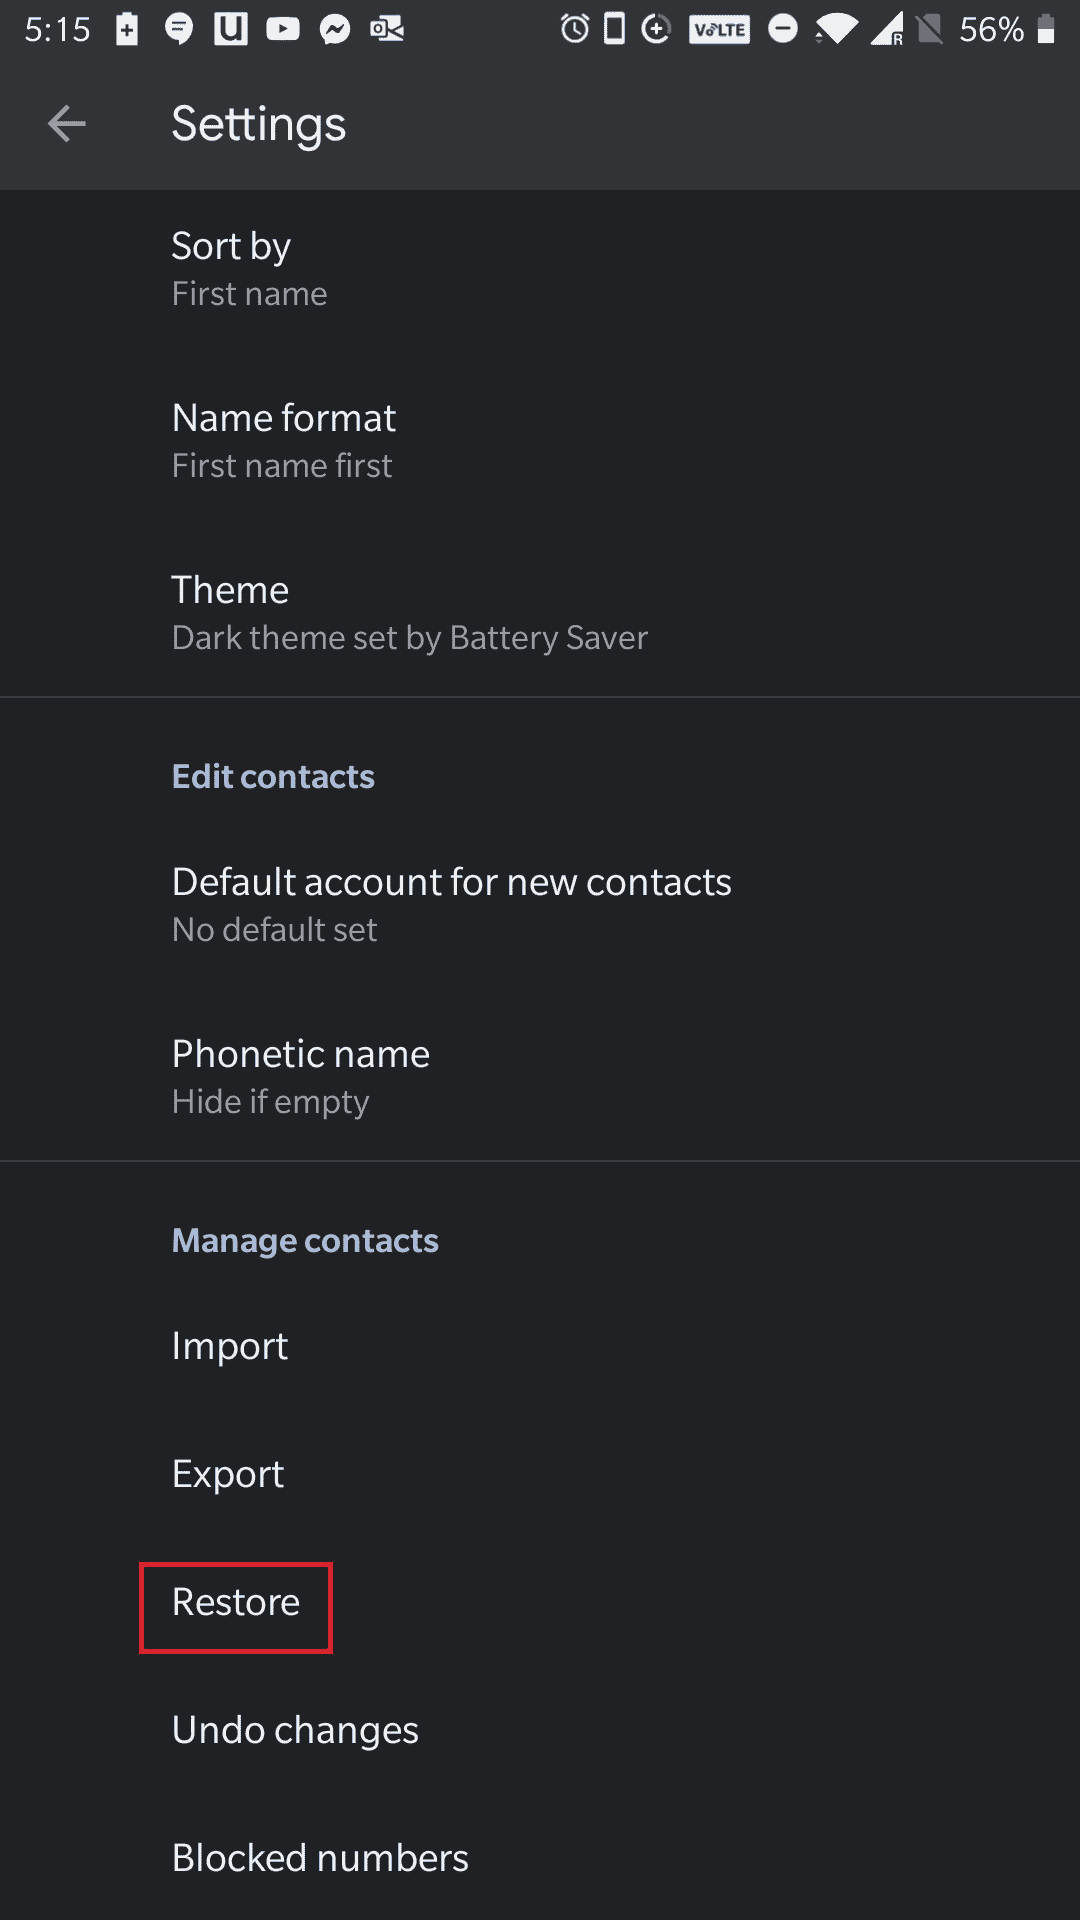 5:15 VoLTE R 56%
Settings
Sort by
First name
Name format
First name first
Theme
Dark theme set by Battery Saver
Edit contacts
Default account for new contacts
No default set
Phonetic name
Hide if empty
Manage contacts
Import
Export
Restore
Undo changes
Blocked numbers